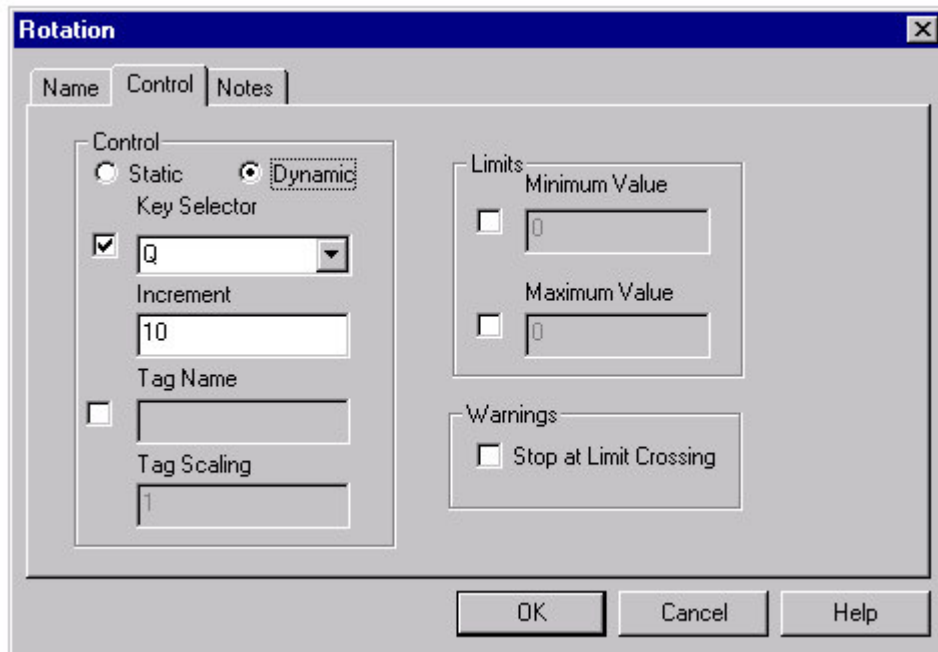 Rotation
Name Control Notes
Control
Static Dynamic
Key Selector
Q
Increment
10
Tag Name
Tag Scaling
1
Limits
Minimum Value
0
Maximum Value
0
Warnings
Stop at Limit Crossing
OK Cancel Help